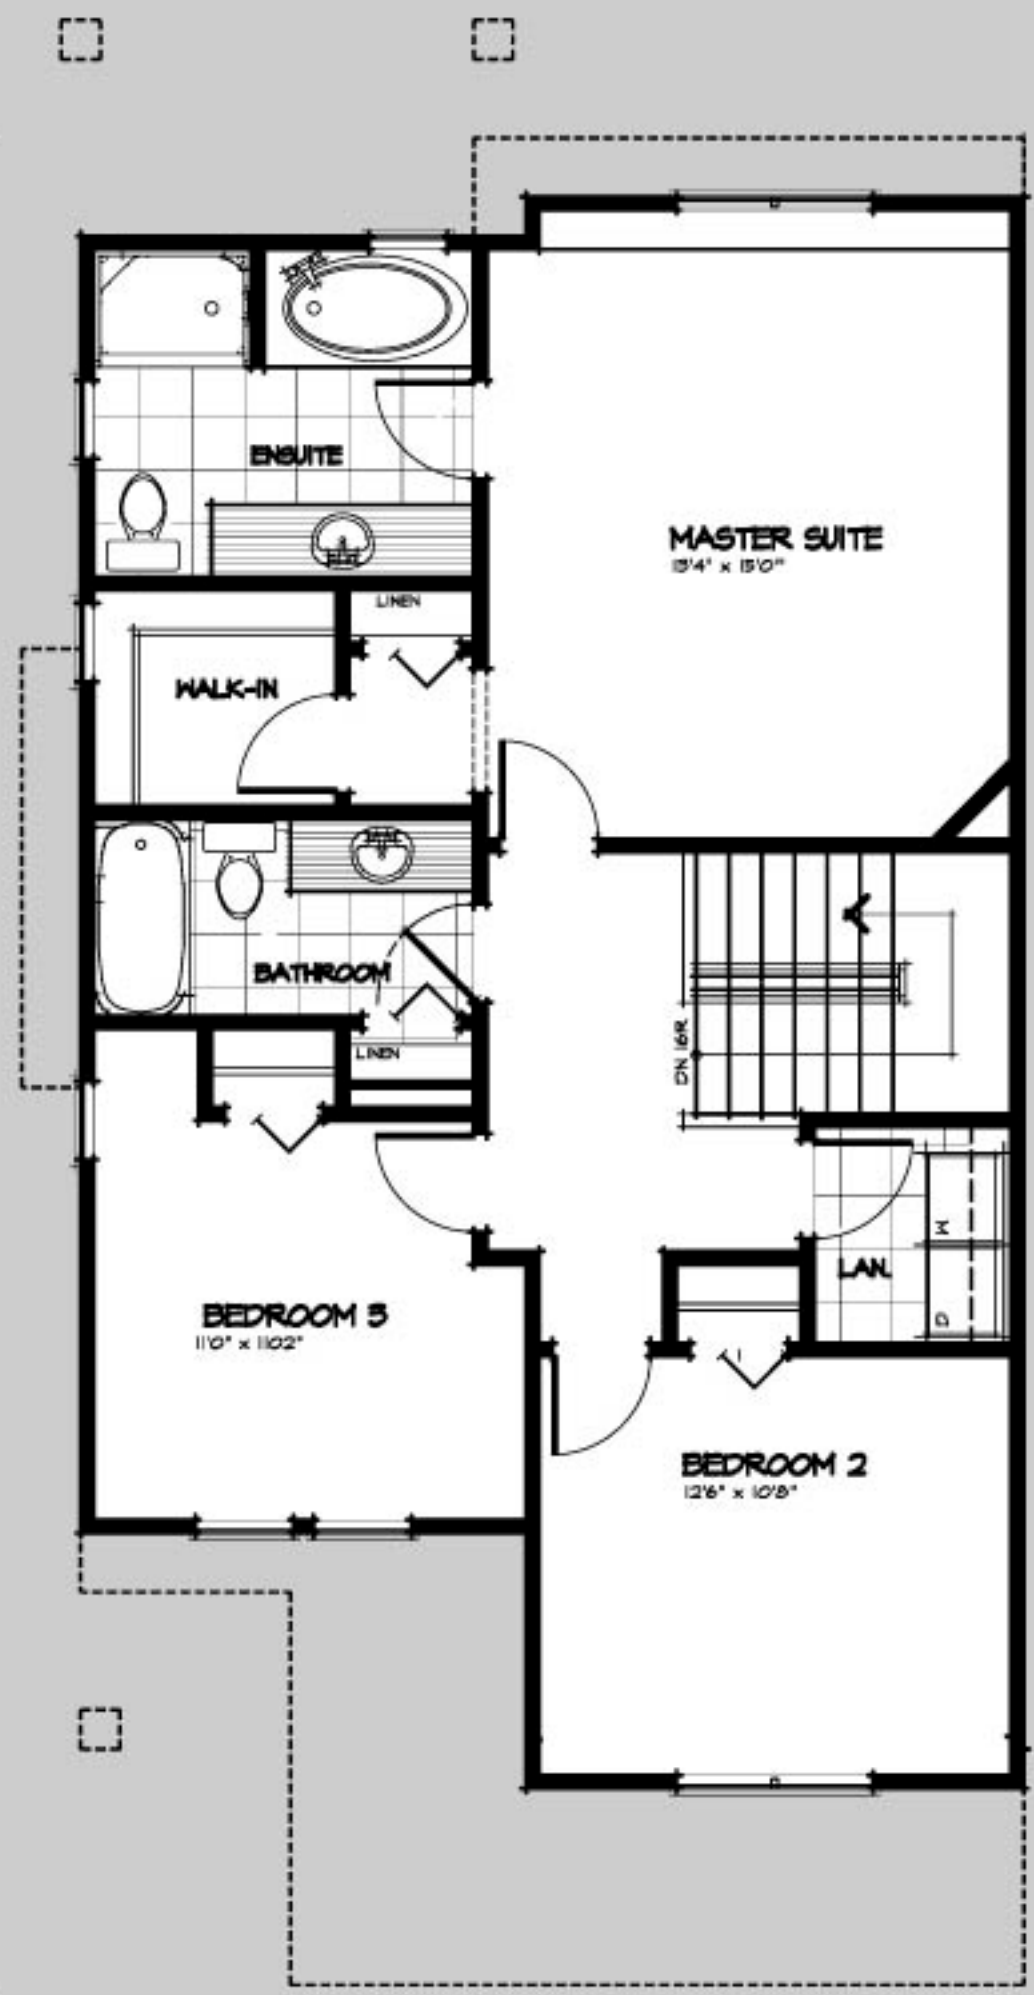 ENSUITE
MASTER SUITE
13'4" x 15'0"
LINEN
WALK-IN
BATHROOM
LINEN
DN 16R
W
LAN.
D
BEDROOM 3
11'0" x 11'02"
BEDROOM 2
12'6" x 10'8"